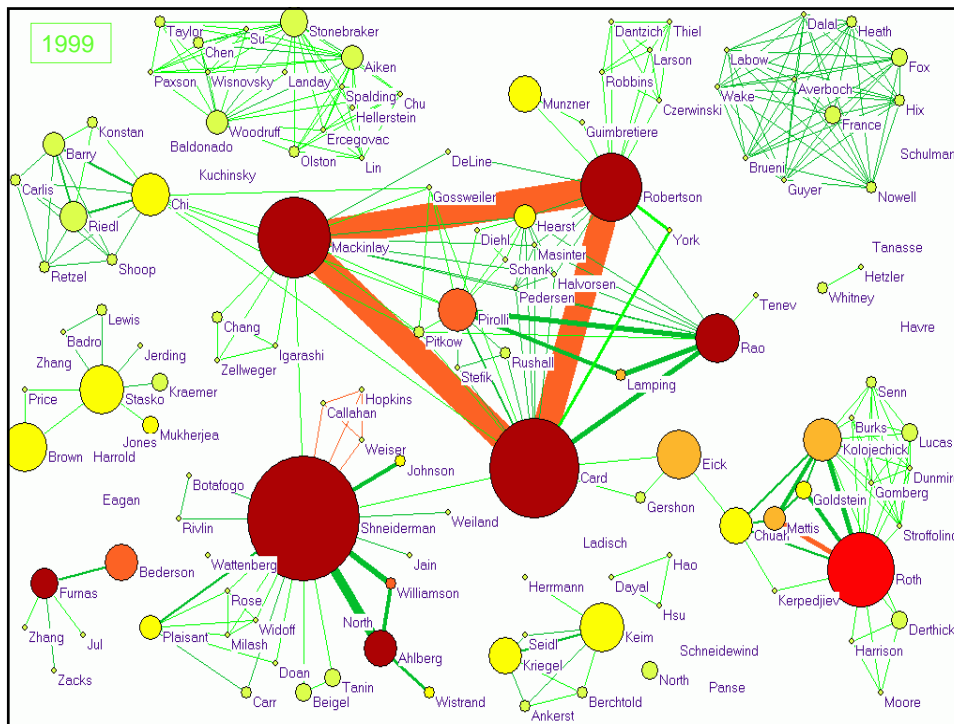 1999
Taylor
Su
Chen
Stonebraker
Aiken
Paxson
Wisnovsky
Landay
Spalding
Chu
Hellerstein
Woodruff
Ercegovac
Baldonado
Olston
Lin
Kuchinsky
Dantzich
Thiel
Larson
Robbins
Czerwinski
Munzner
Guimbretiere
DeLine
Robertson
Dalal
Heath
Labow
Fox
Averboch
Wake
Hix
France
Schulman
Brueni
Guyer
Nowell
Konstan
Barry
Carlis
Chi
Riedl
Shoop
Retzel
Gossweiler
Mackinlay
Hearst
Diehl
Masinter
Schank
Halvorsen
Pedersen
York
Tanasse
Hetzler
Whitney
Tenev
Havre
Pirolli
Pitkow
Rao
Rushall
Stefik
Lamping
Chang
Igarashi
Zellweger
Lewis
Badro
Zhang
Jerding
Price
Stasko
Kraemer
Mukherjea
Jones
Brown
Harrold
Hopkins
Callahan
Weiser
Johnson
Card
Eick
Gershon
Senn
Burks
Lucas
Kolojechick
Dunmire
Goldstein
Gomberg
Mattis
Chuah
Stroffolino
Roth
Kerpedjiev
Derthick
Harrison
Moore
Eagan
Botafogo
Rivlin
Shneiderman
Weiland
Jain
Wattenberg
Williamson
Ladisch
Hao
Dayal
Hsu
Herrmann
Bederson
Furnas
Zhang
Jul
Zacks
Rose
Widoff
Plaisant
Milash
North
Ahlberg
Doan
Tanin
Carr
Beigel
Wistrand
Seidl
Keim
Kriegel
Schneidewind
North
Panse
Berchtold
Ankerst